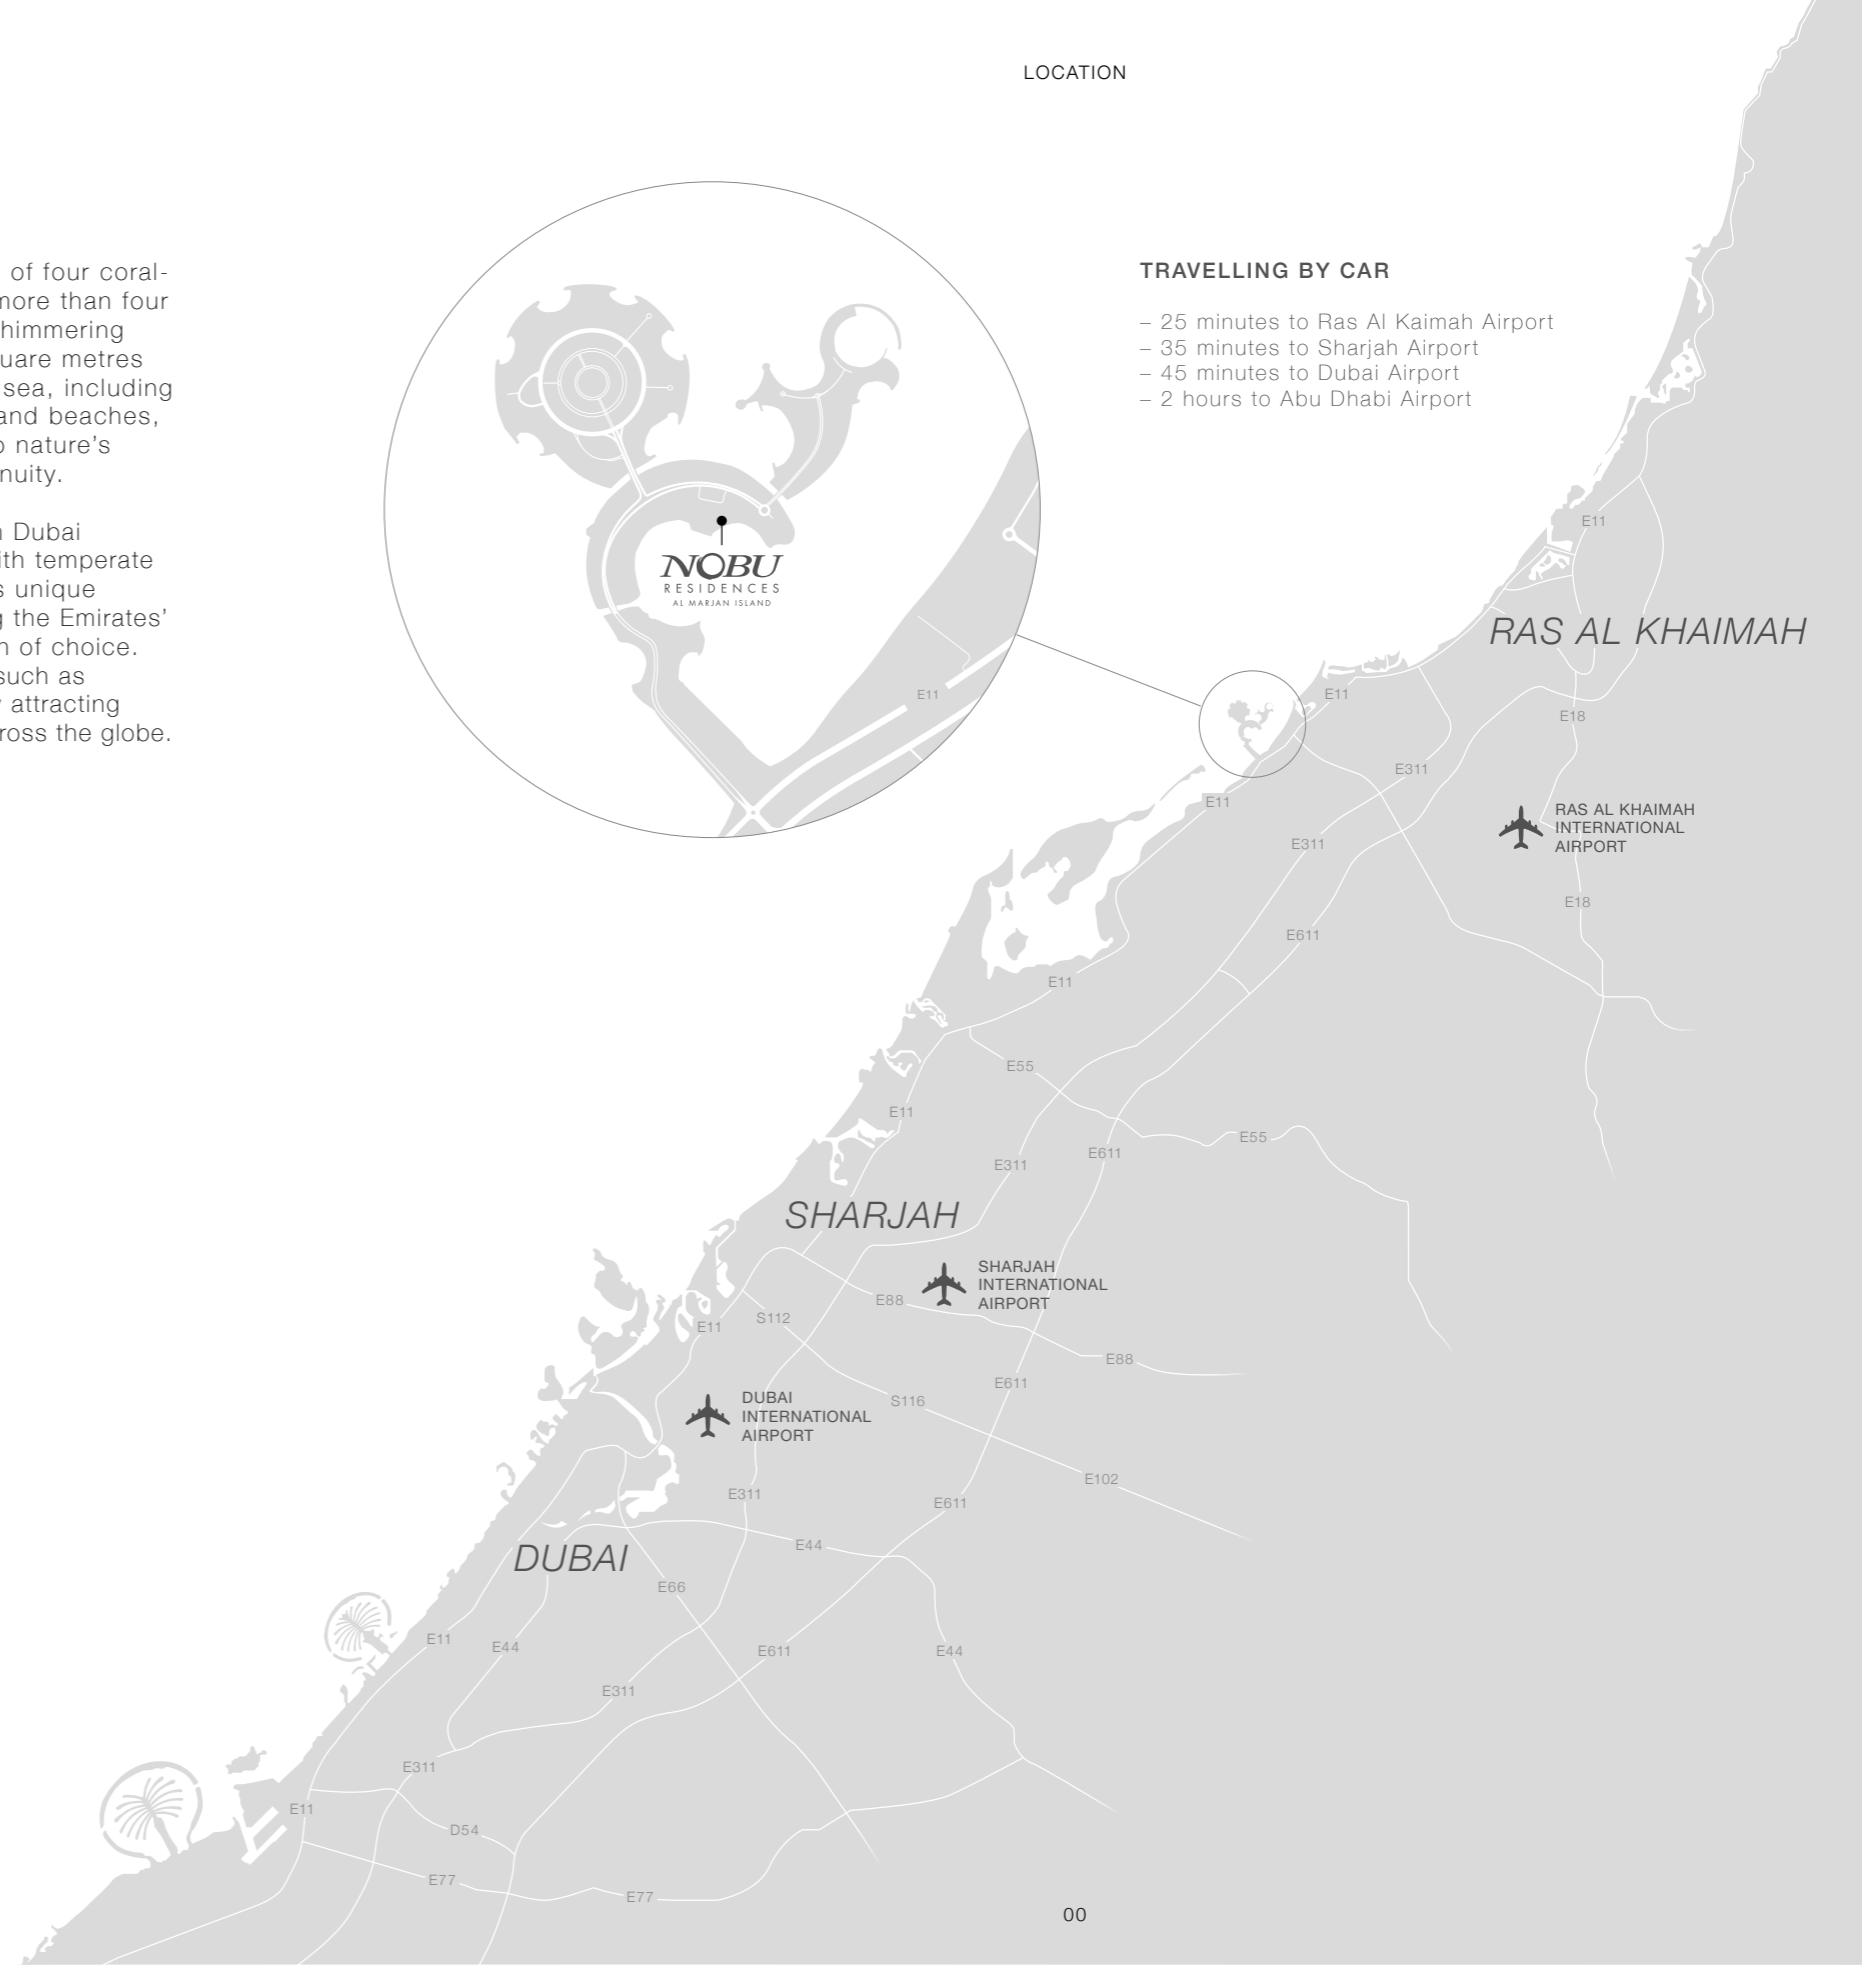 LOCATION
of four coral-
more than four
himmering
uare metres
sea, including
and beaches,
nature's
nuity.
Dubai
ith temperate
s unique
the Emirates'
n of choice.
such as
attracting
ross the globe.
TRAVELLING BY CAR
– 25 minutes to Ras Al Kaimah Airport
– 35 minutes to Sharjah Airport
– 45 minutes to Dubai Airport
– 2 hours to Abu Dhabi Airport
NOBU
RESIDENCES
AL MARJAN ISLAND
E11
E11
RAS AL KHAIMAH
E11
E18
E311
E11
RAS AL KHAIMAH
INTERNATIONAL
AIRPORT
E311
E18
E611
E11
E55
E11
E55
E611
E311
SHARJAH
SHARJAH
INTERNATIONAL
AIRPORT
E88
S112
E11
E88
E611
DUBAI
INTERNATIONAL
AIRPORT
S116
E102
E311
E611
E44
DUBAI
E66
E11
E44
E611
E44
E311
E311
E11
D54
E77
E77
00